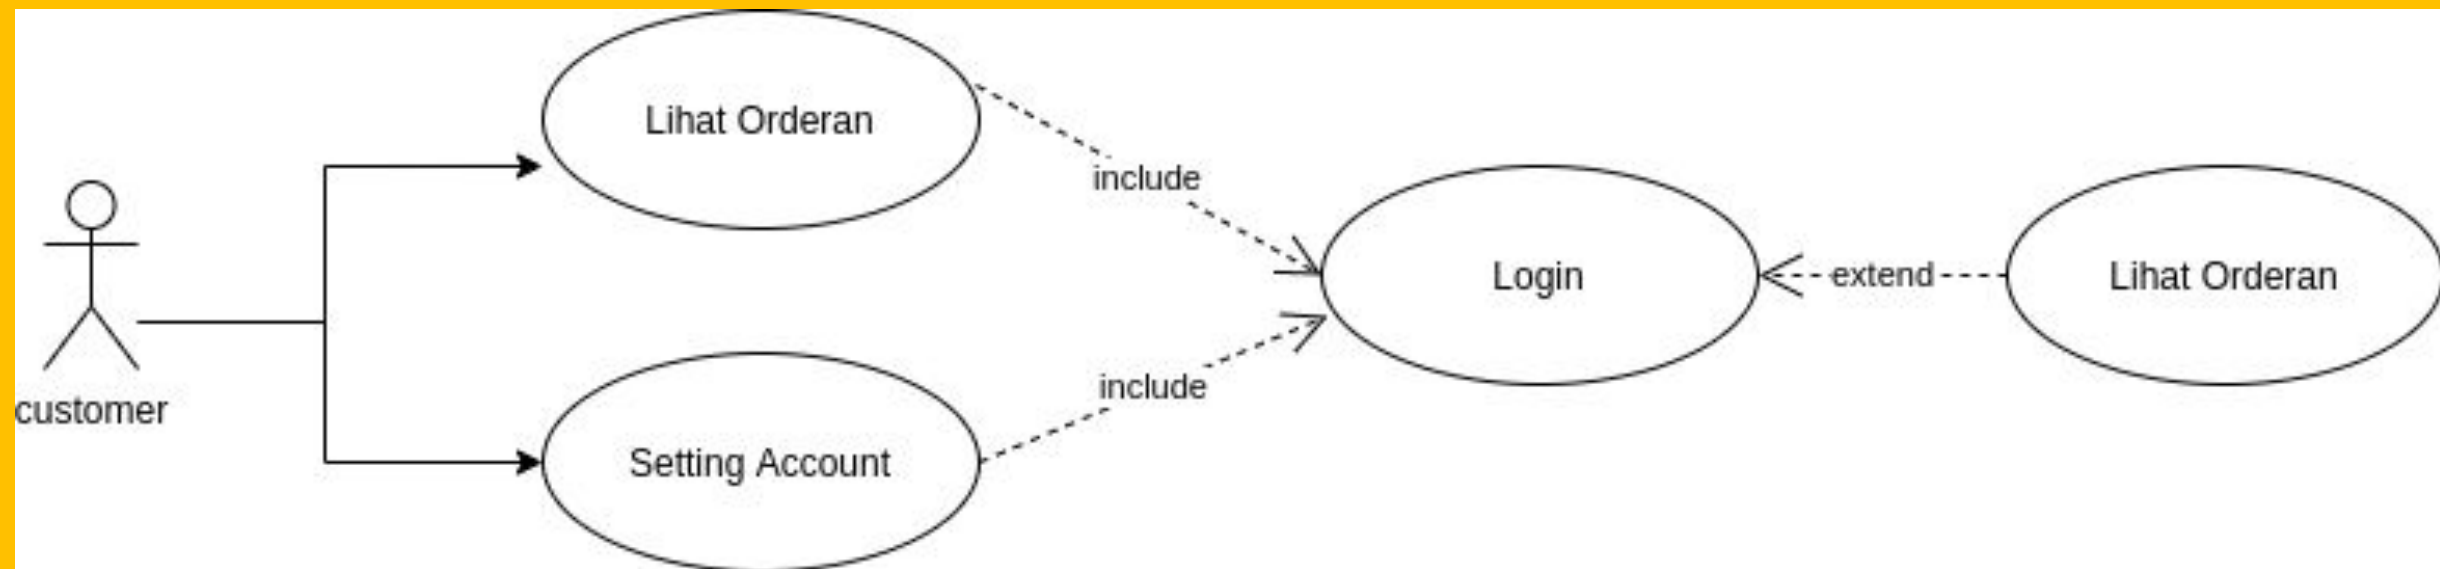 Lihat Orderan
include
Login
extend
Lihat Orderan
include
customer
Setting Account